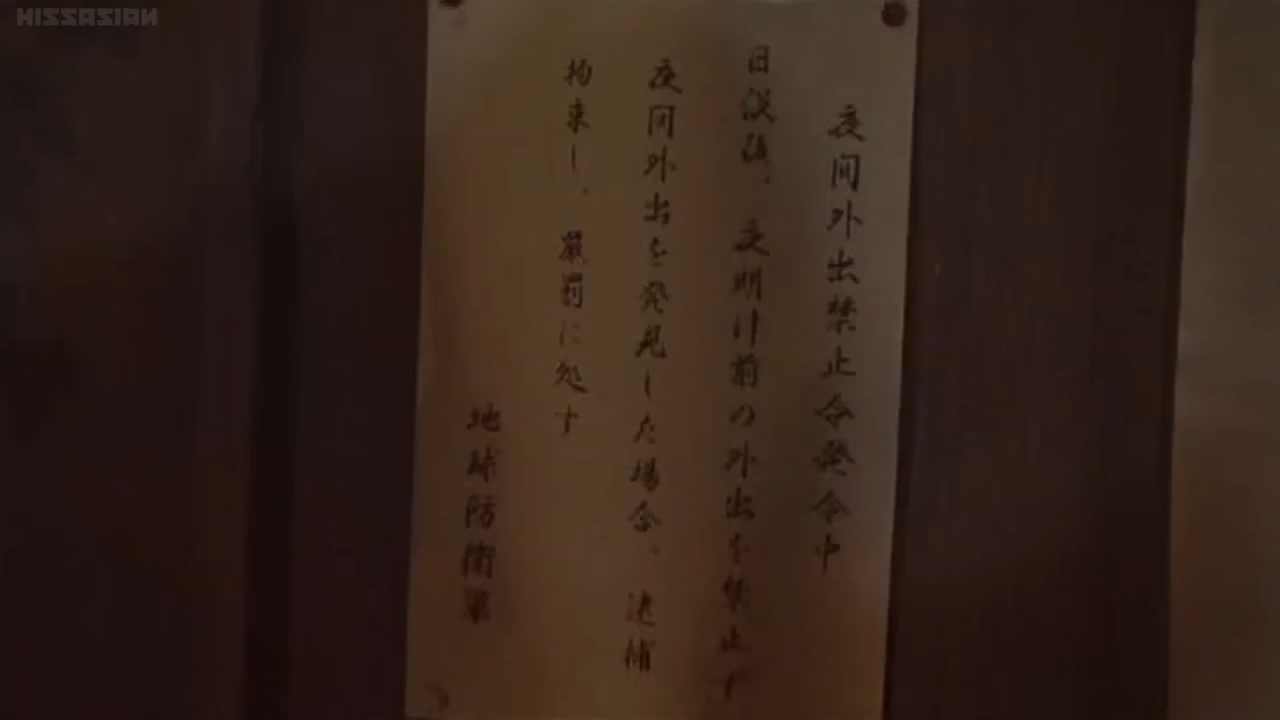 HISSASIAN
夜間外出禁止令発令中
日没後、夜明け前の外出を禁止す
夜間外出を発見した場合、逮捕
拘束し、厳罰に処す
地球防衛軍